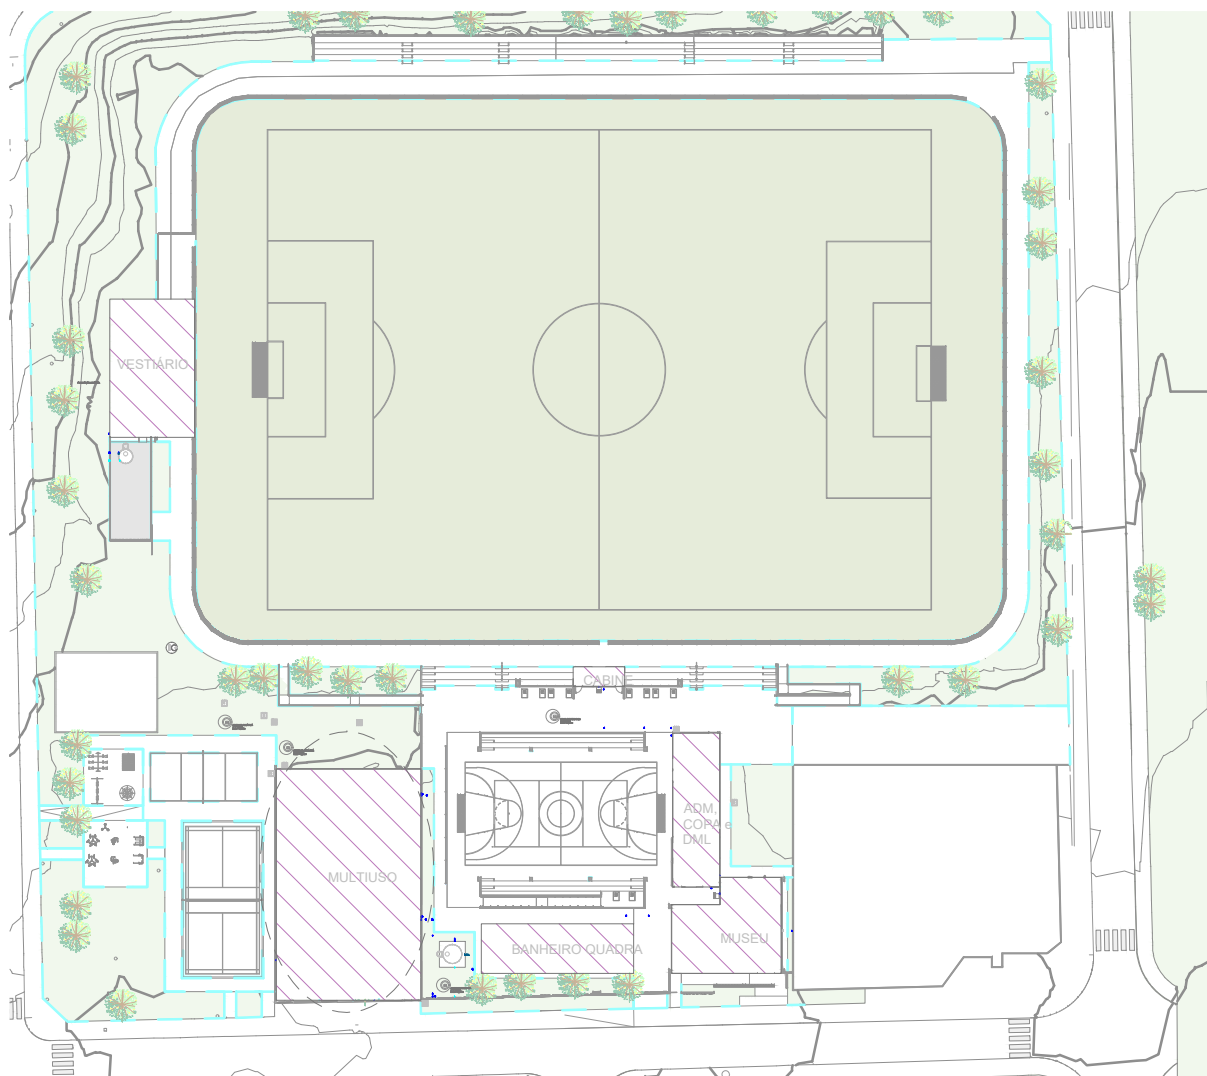 VESTIÁRIO
CABINE
ADM,
COPA e
DML
MULTIUSO
MUSEU
BANHEIRO QUADRA